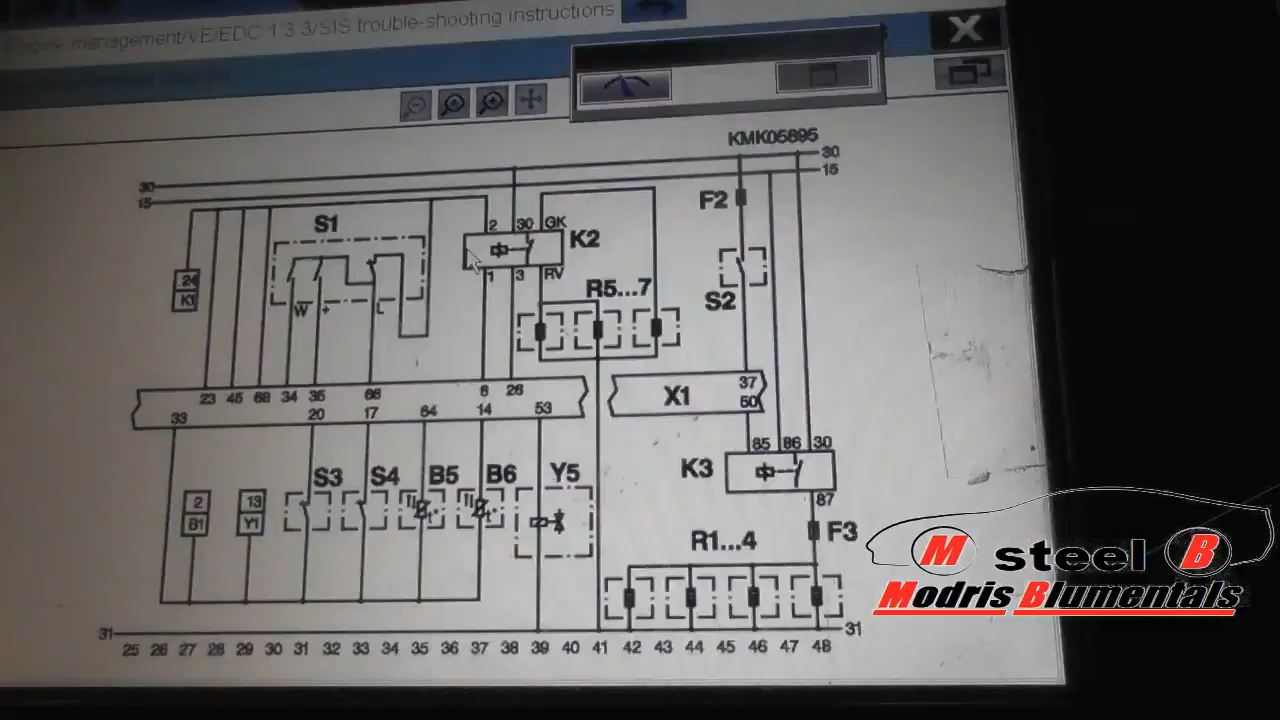 ngine management/VE/EDC 1.3.3/SIS trouble-shooting instructions
X
KMK05895
30
30
15
15
F2
S1
2 30 GK
K2
24
K1
1 3 RV
R5...7
S2
W + L
23 45 68 34 35 66 6 26
37
X1
33 20 17 64 14 53
50
85 86 30
K3
S3 S4 B5 B6 Y5
87
2
B1
13
Y1
F3
R1...4
M steel B
Modris Blumentals
31
31
25 26 27 28 29 30 31 32 33 34 35 36 37 38 39 40 41 42 43 44 45 46 47 48